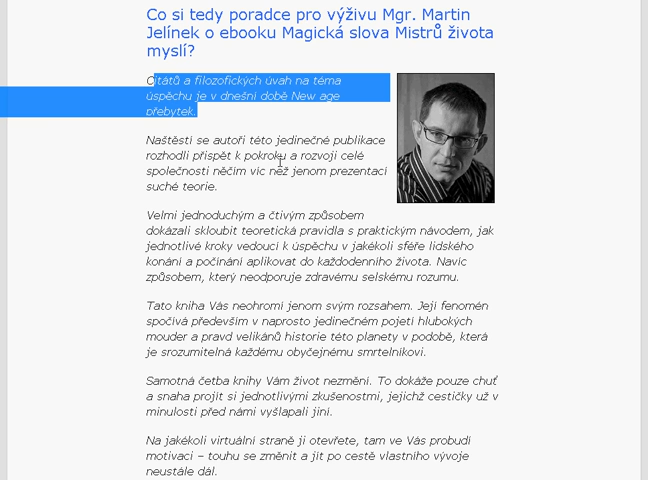 Co si tedy poradce pro výživu Mgr. Martin
Jelínek o ebooku Magická slova Mistrů života
myslí?
Citátů a filozofických úvah na téma
úspěchu je v dnešní době New age
přebytek.
Naštěstí se autoři této jedinečné publikace
rozhodli přispět k pokroku a rozvoji celé
společnosti něčím víc než jenom prezentací
suché teorie.
Velmi jednoduchým a čtivým způsobem
dokázali skloubit teoretická pravidla s praktickým návodem, jak
jednotlivé kroky vedoucí k úspěchu v jakékoli sféře lidského
konání a počínání aplikovat do každodenního života. Navíc
způsobem, který neodporuje zdravému selskému rozumu.
Tato kniha Vás neohromí jenom svým rozsahem. Její fenomén
spočívá především v naprosto jedinečném pojetí hlubokých
mouder a pravd velikánů historie této planety v podobě, která
je srozumitelná každému obyčejnému smrtelníkovi.
Samotná četba knihy Vám život nezmění. To dokáže pouze chuť
a snaha projít si jednotlivými zkušenostmi, jejichž cestičky už v
minulosti před námi vyšlapali jiní.
Na jakékoli virtuální straně ji otevřete, tam ve Vás probudí
motivaci – touhu se změnit a jít po cestě vlastního vývoje
neustále dál.